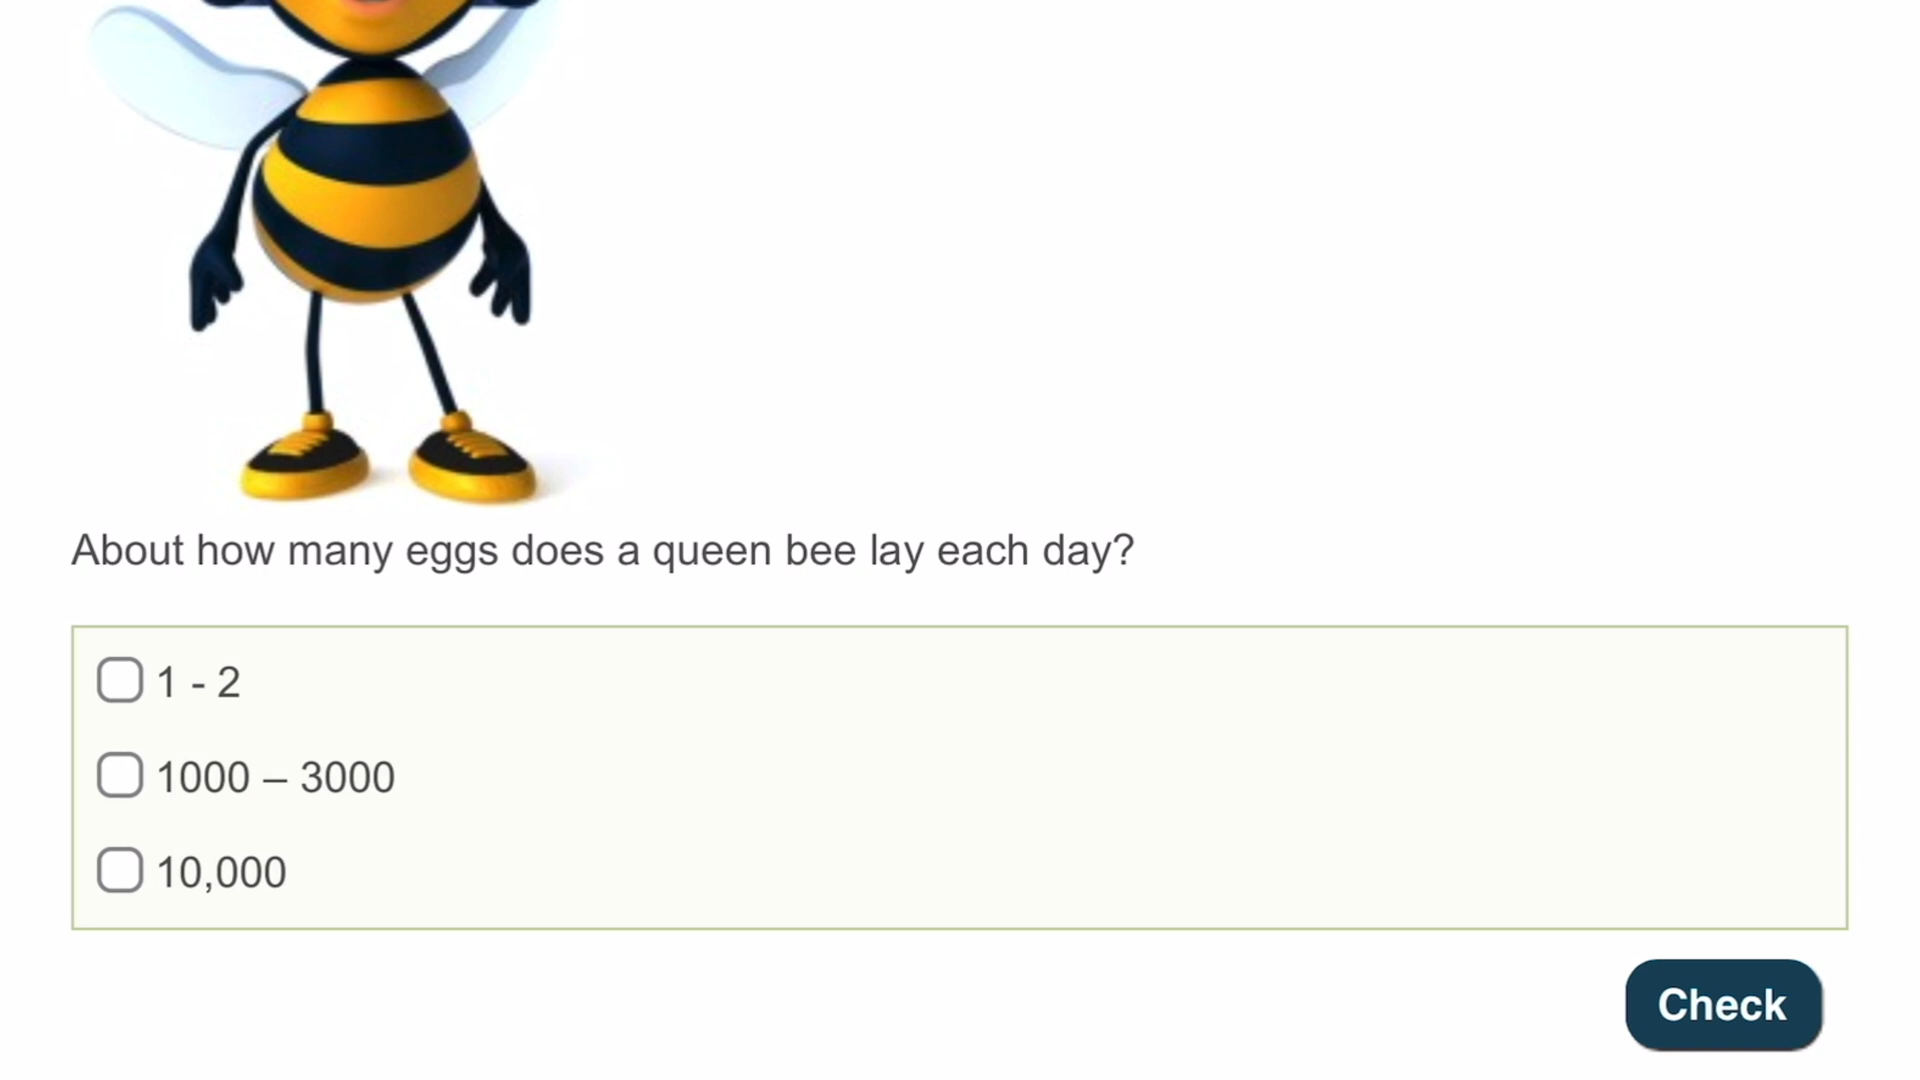 About how many eggs does a queen bee lay each day?
1 - 2
1000 – 3000
10,000
Check